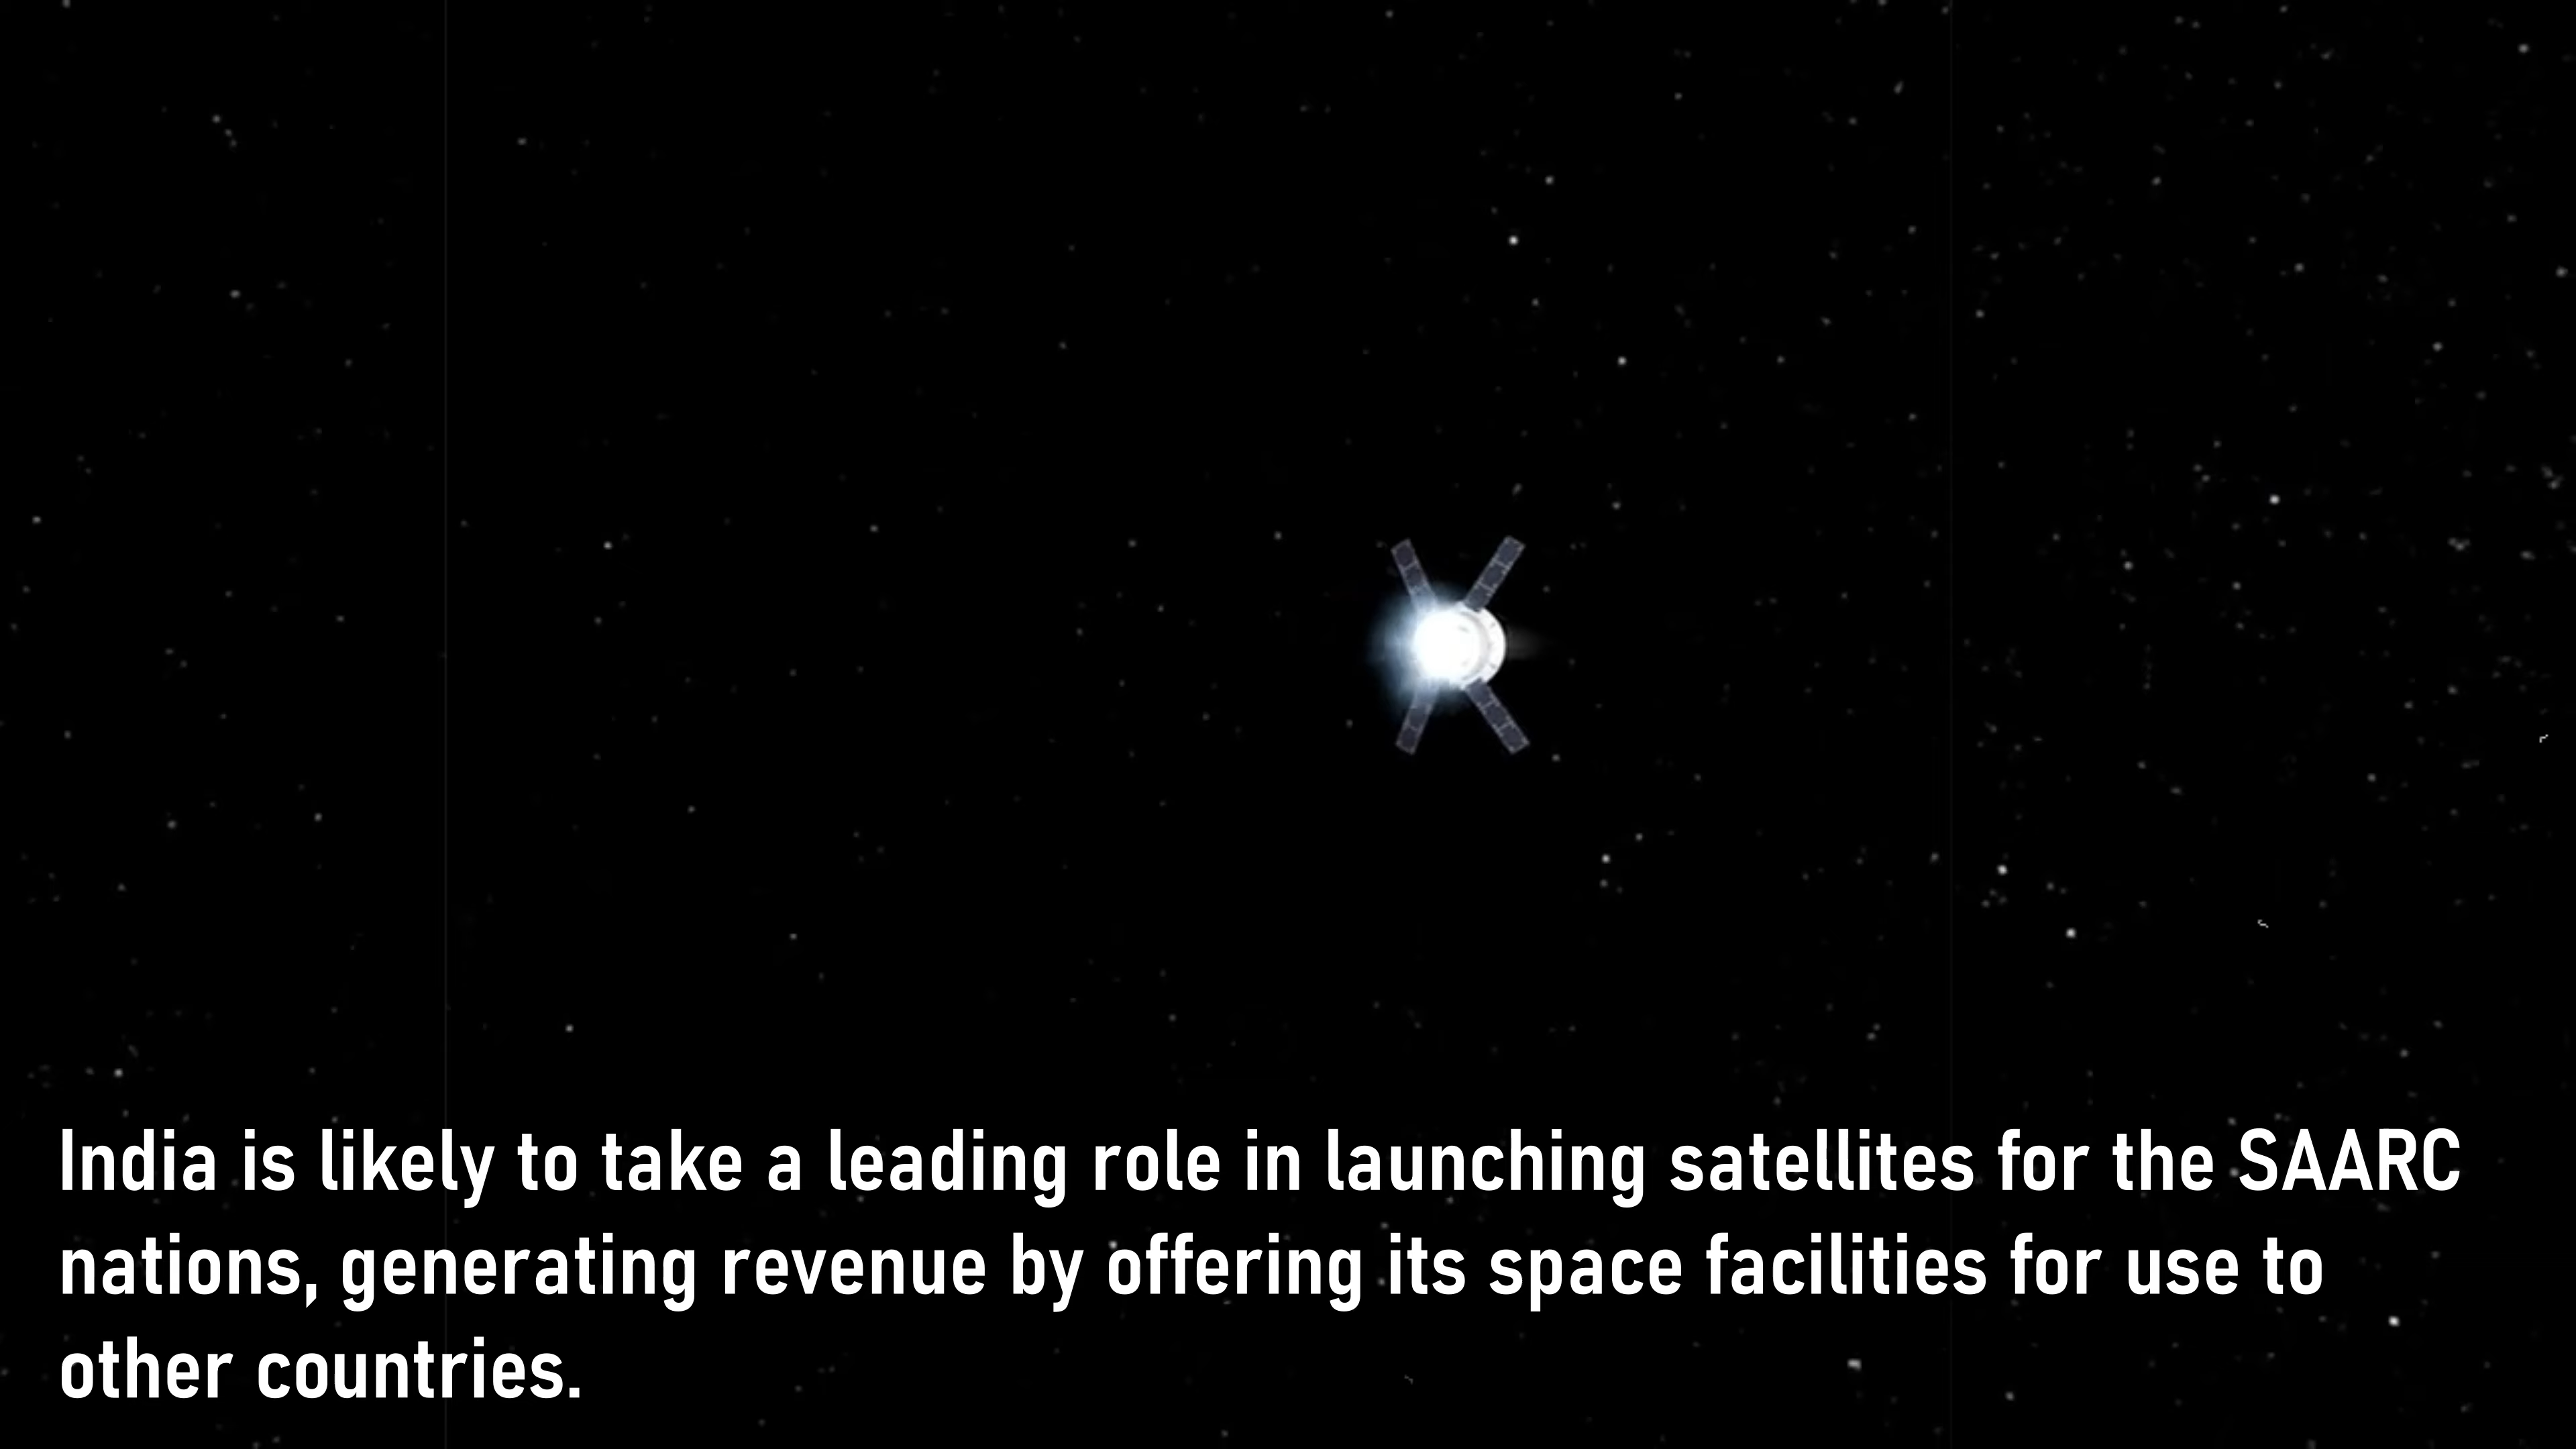 India is likely to take a leading role in launching satellites for the SAARC
nations, generating revenue by offering its space facilities for use to
other countries.